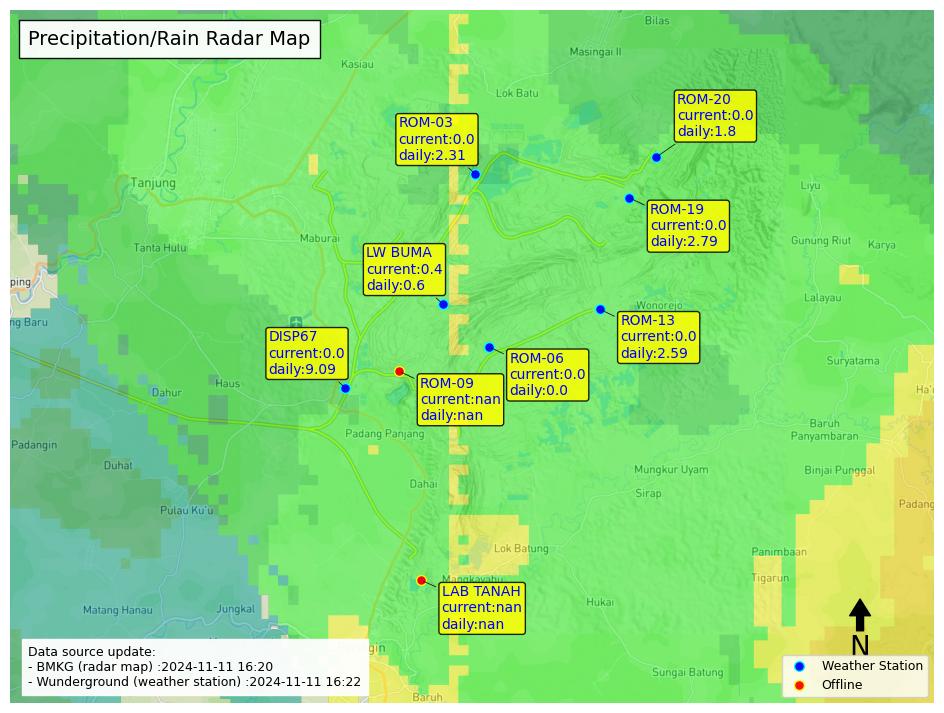 Precipitation/Rain Radar Map
Bilas
Masingai II
Kasiau
Lok Batu
ROM-20
current:0.0
daily:1.8
ROM-03
current:0.0
daily:2.31
Tanjung
Liyu
ROM-19
current:0.0
daily:2.79
Maburai
Tanta Hulu
Gunung Riut
Karya
LW BUMA
current:0.4
daily:0.6
ping
Lalayau
Wonorejo
ng Baru
ROM-13
current:0.0
daily:2.59
DISP67
current:0.0
daily:9.09
ROM-06
current:0.0
daily:0.0
Suryatama
Haus
Dahur
ROM-09
current:nan
daily:nan
Ha'
Baruh
Panyambaran
Padang Panjang
Padangin
Duhat
Mungkur Uyam
Binjai Punggal
Dahai
Sirap
Padang
Pulau Ku'u
Lok Batung
Panimbaan
Mangkayahu
Tigarun
LAB TANAH
current:nan
daily:nan
Hukai
Matang Hanau
Jungkal
N
Data source update:
- BMKG (radar map) :2024-11-11 16:20
- Wunderground (weather station) :2024-11-11 16:22
gin
Sungai Batung
Baruh
Weather Station
Offline